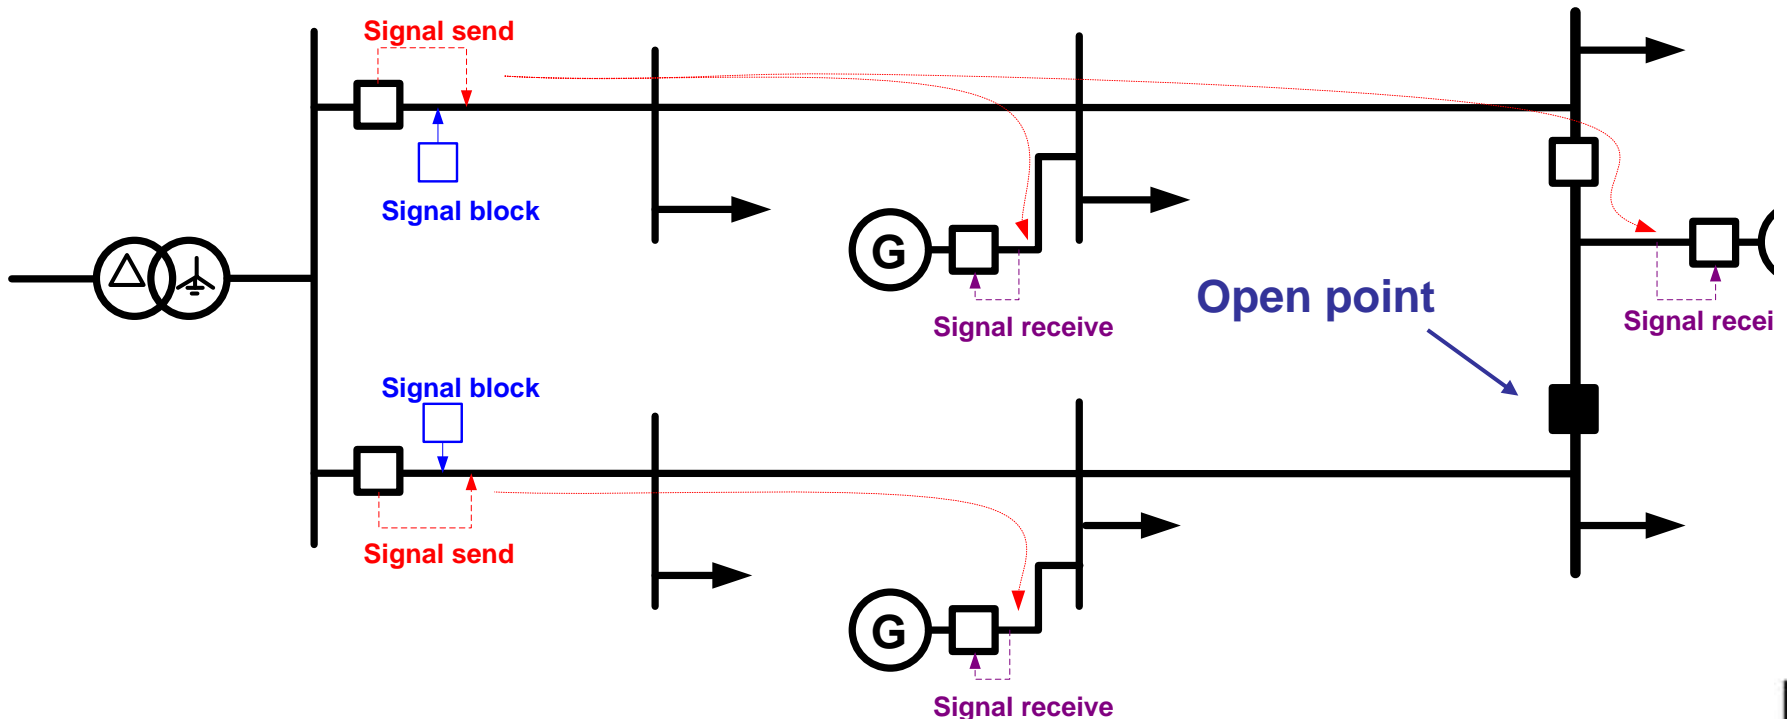 Signal send
Signal block
G
Signal receive
Open point
Signal recei
Signal block
Signal send
G
Signal receive